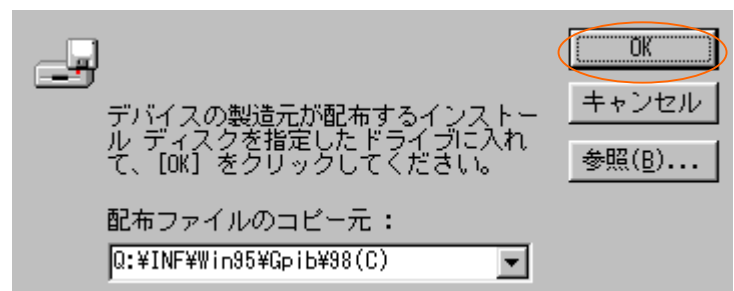 OK
デバイスの製造元が配布するインストー
ル ディスクを指定したドライブに入れ
て、[OK] をクリックしてください。
キャンセル
参照(B)...
配布ファイルのコピー元 :
Q:¥INF¥Win95¥Gpib¥98(C)